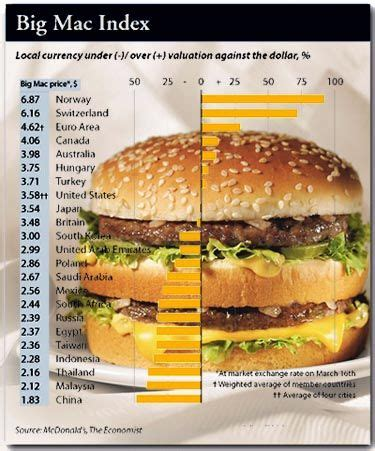 Big Mac Index
Local currency under (-)/ over (+) valuation against the dollar, %
Big Mac price*, $ 50 25 - 0 + 25 50 75 100
6.87 Norway
6.16 Switzerland
4.62† Euro Area
4.06 Canada
3.98 Australia
3.75 Hungary
3.71 Turkey
3.58†† United States
3.54 Japan
3.48 Britain
3.00 South Korea
2.99 United Arab Emirates
2.86 Poland
2.67 Saudi Arabia
2.56 Mexico
2.44 South Africa
2.39 Russia
2.37 Egypt
2.36 Taiwan
2.28 Indonesia
2.16 Thailand
2.12 Malaysia
1.83 China
*At market exchange rate on March 16th
† Weighted average of member countries
†† Average of four cities
Source: McDonald's, The Economist